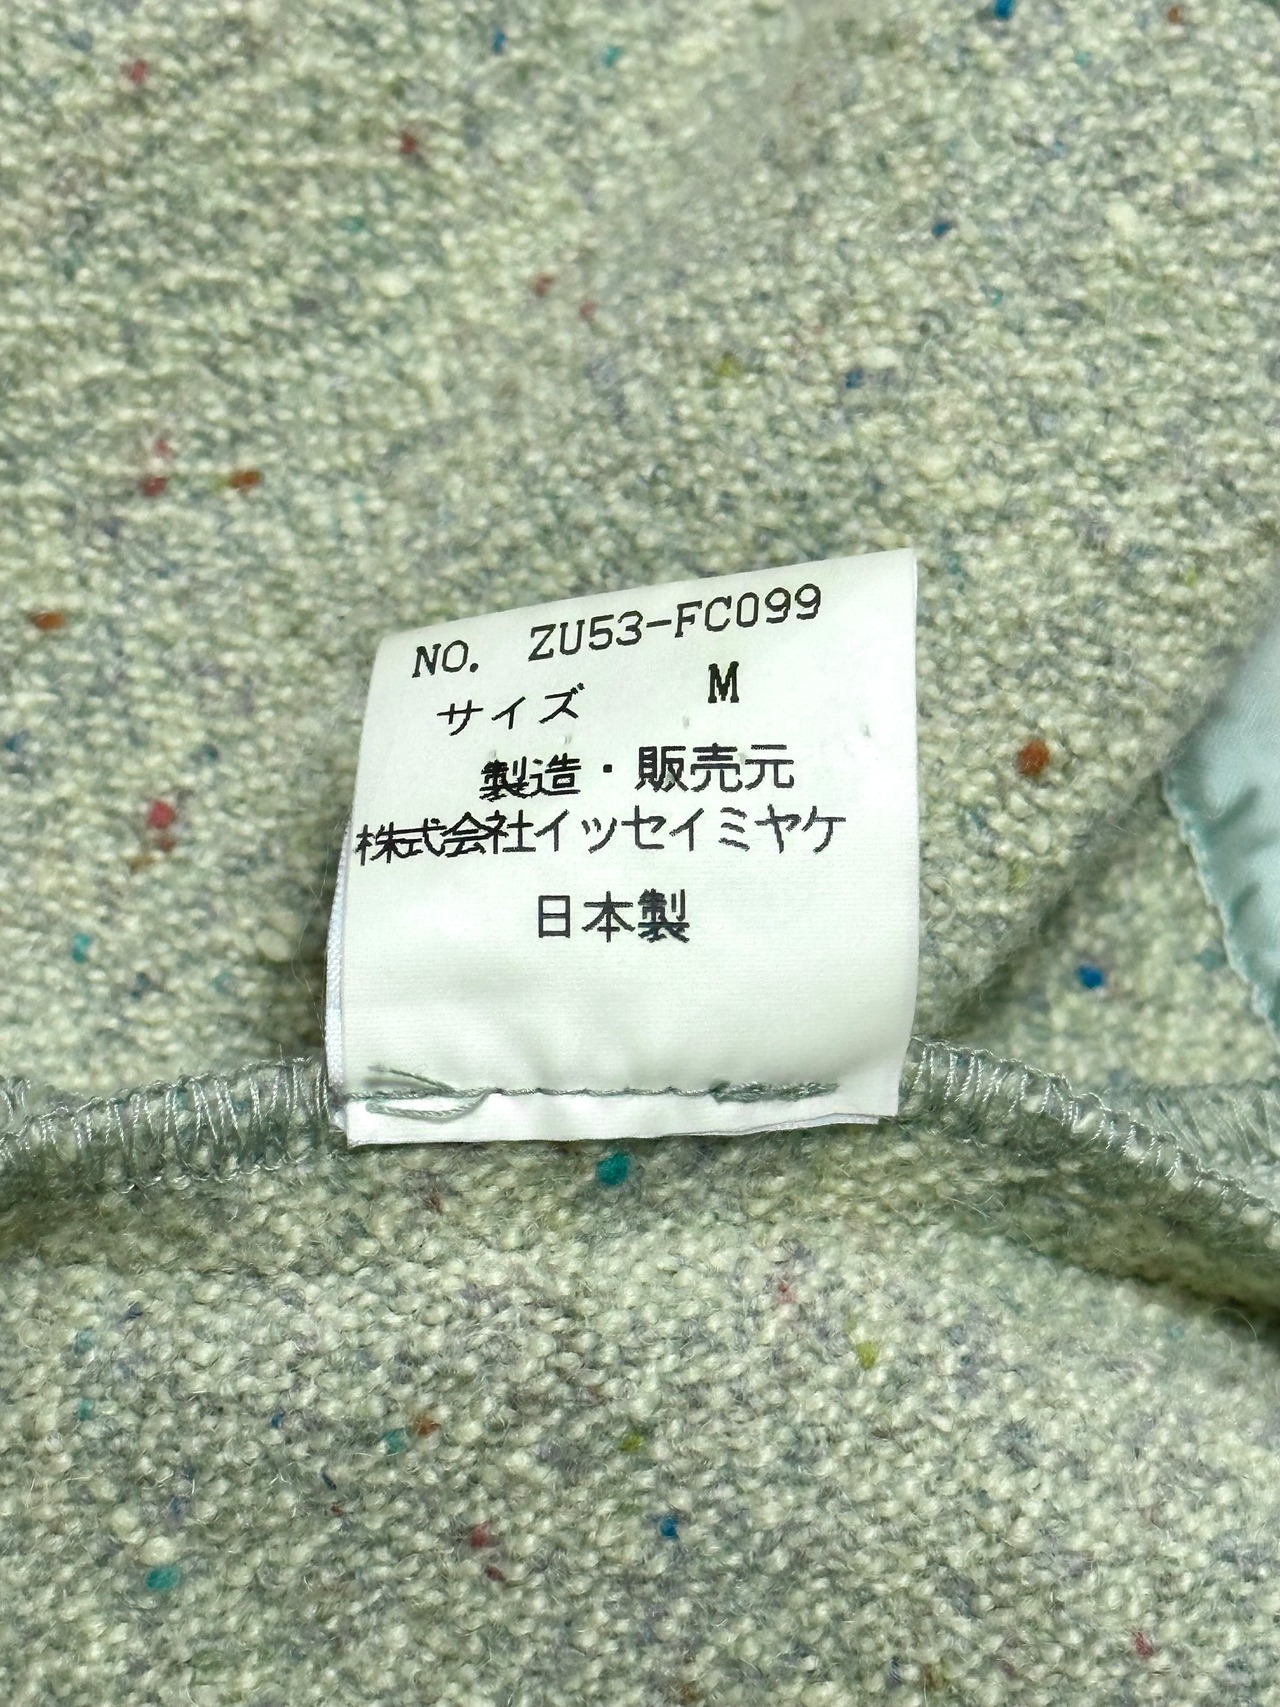 NO. ZU53-FC099
サイズ M
製造・販売元
株式会社イッセイミヤケ
日本製